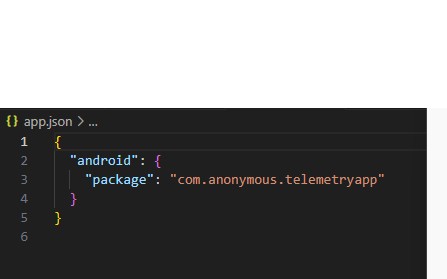 {} app.json > ...
1 {
2 "android": {
3 "package": "com.anonymous.telemetryapp"
4 }
5 }
6